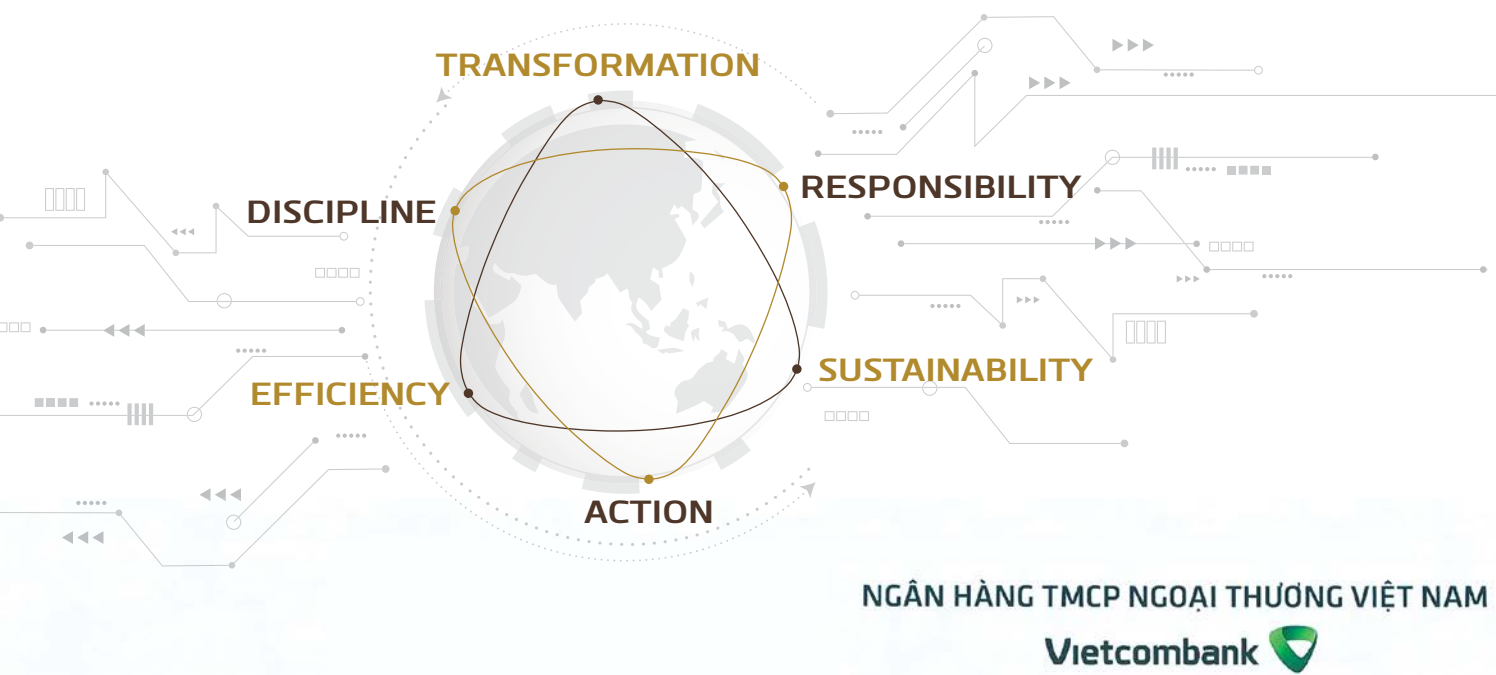 TRANSFORMATION
RESPONSIBILITY
DISCIPLINE
SUSTAINABILITY
EFFICIENCY
ACTION
NGÂN HÀNG TMCP NGOẠI THƯƠNG VIỆT NAM
Vietcombank